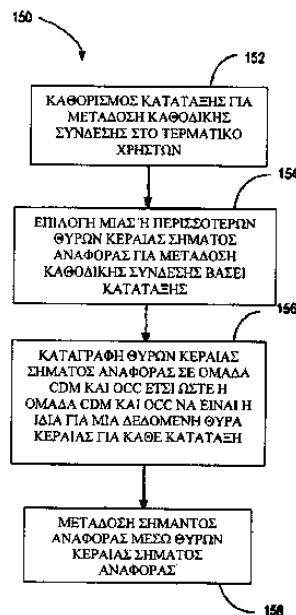 150
152
ΚΑΘΟΡΙΣΜΟΣ ΚΑΤΑΤΑΞΗΣ ΓΙΑ
ΜΕΤΑΔΟΣΗ ΚΑΘΟΔΙΚΗΣ
ΣΥΝΔΕΣΗΣ ΣΤΟ ΤΕΡΜΑΤΙΚΟ
ΧΡΗΣΤΩΝ
154
ΕΠΙΛΟΓΗ ΜΙΑΣ Ή ΠΕΡΙΣΣΟΤΕΡΩΝ
ΘΥΡΩΝ ΚΕΡΑΙΑΣ ΣΗΜΑΤΟΣ
ΑΝΑΦΟΡΑΣ ΓΙΑ ΜΕΤΑΔΟΣΗ
ΚΑΘΟΔΙΚΗΣ ΣΥΝΔΕΣΗΣ ΒΑΣΕΙ
ΚΑΤΑΤΑΞΗΣ
156
ΚΑΤΑΓΡΑΦΗ ΘΥΡΩΝ ΚΕΡΑΙΑΣ
ΣΗΜΑΤΟΣ ΑΝΑΦΟΡΑΣ ΣΕ ΟΜΑΔΑ
CDM ΚΑΙ OCC ΕΤΣΙ ΩΣΤΕ Η
ΟΜΑΔΑ CDM ΚΑΙ OCC ΝΑ ΕΙΝΑΙ Η
ΙΔΙΑ ΓΙΑ ΜΙΑ ΔΕΔΟΜΕΝΗ ΘΥΡΑ
ΚΕΡΑΙΑΣ ΓΙΑ ΚΑΘΕ ΚΑΤΑΤΑΞΗ
ΜΕΤΑΔΟΣΗ ΣΗΜΑΝΤΟΣ
ΑΝΑΦΟΡΑΣ ΜΕΣΩ ΘΥΡΩΝ
ΚΕΡΑΙΑΣ ΣΗΜΑΤΟΣ
ΑΝΑΦΟΡΑΣ
158